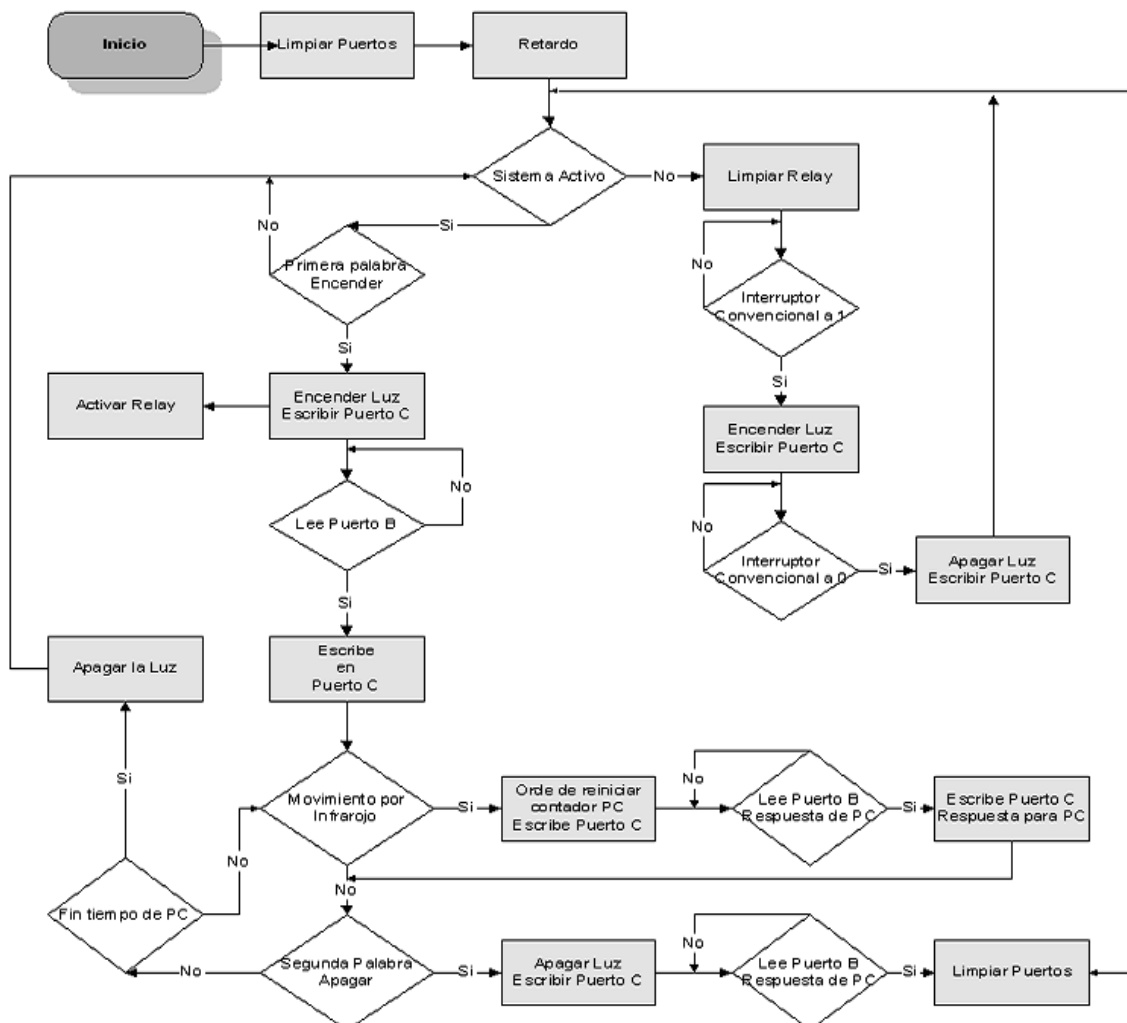 Inicio
Limpiar Puertos
Retardo
Sistema Activo
No
Limpiar Relay
Si
No
Primera palabra
Encender
No
Interruptor
Convencional a 1
Si
Si
Activar Relay
Encender Luz
Escribir Puerto C
Encender Luz
Escribir Puerto C
No
Lee Puerto B
No
Interruptor
Convencional a 0
Si
Apagar Luz
Escribir Puerto C
Si
Apagar la Luz
Escribe
en
Puerto C
Si
Movimiento por
Infrarojo
Si
Orde de reiniciar
contador PC
Escribe Puerto C
No
Lee Puerto B
Respuesta de PC
Si
Escribe Puerto C
Respuesta para PC
No
No
Fin tiempo de PC
No
Segunda Palabra
Apagar
Si
Apagar Luz
Escribir Puerto C
No
Lee Puerto B
Respuesta de PC
Si
Limpiar Puertos